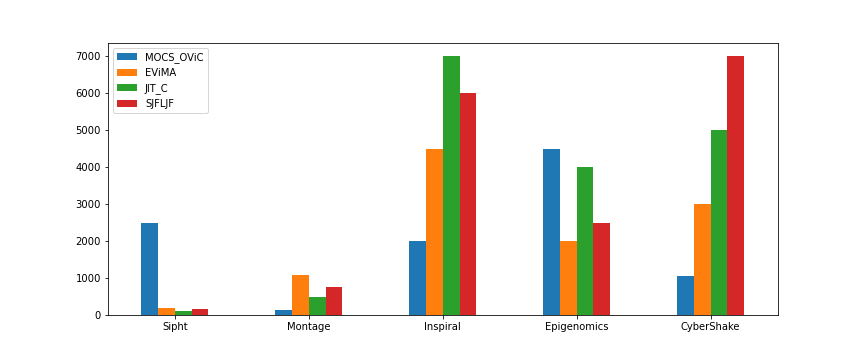 MOCS_OViC
EViMA
JIT_C
SJFLJF
7000
6000
5000
4000
3000
2000
1000
0
Sipht Montage Inspiral Epigenomics CyberShake